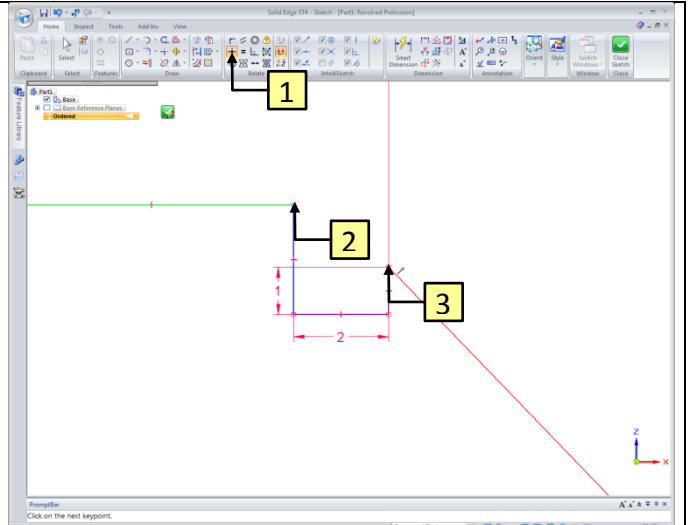 Solid Edge ST4 - Sketch - [Part1: Revolved Protrusion]
Home Inspect Tools Add Ins View
Paste Select Smart Dimension Orient Style Switch Windows Close Sketch
Clipboard Select Features Draw Relate IntelliSketch Dimension Annotation Window Close
Feature Library
Part1
Base
Base Reference Planes
Ordered
1
2
3
1
2
Z
X
PromptBar
Click on the next keypoint.